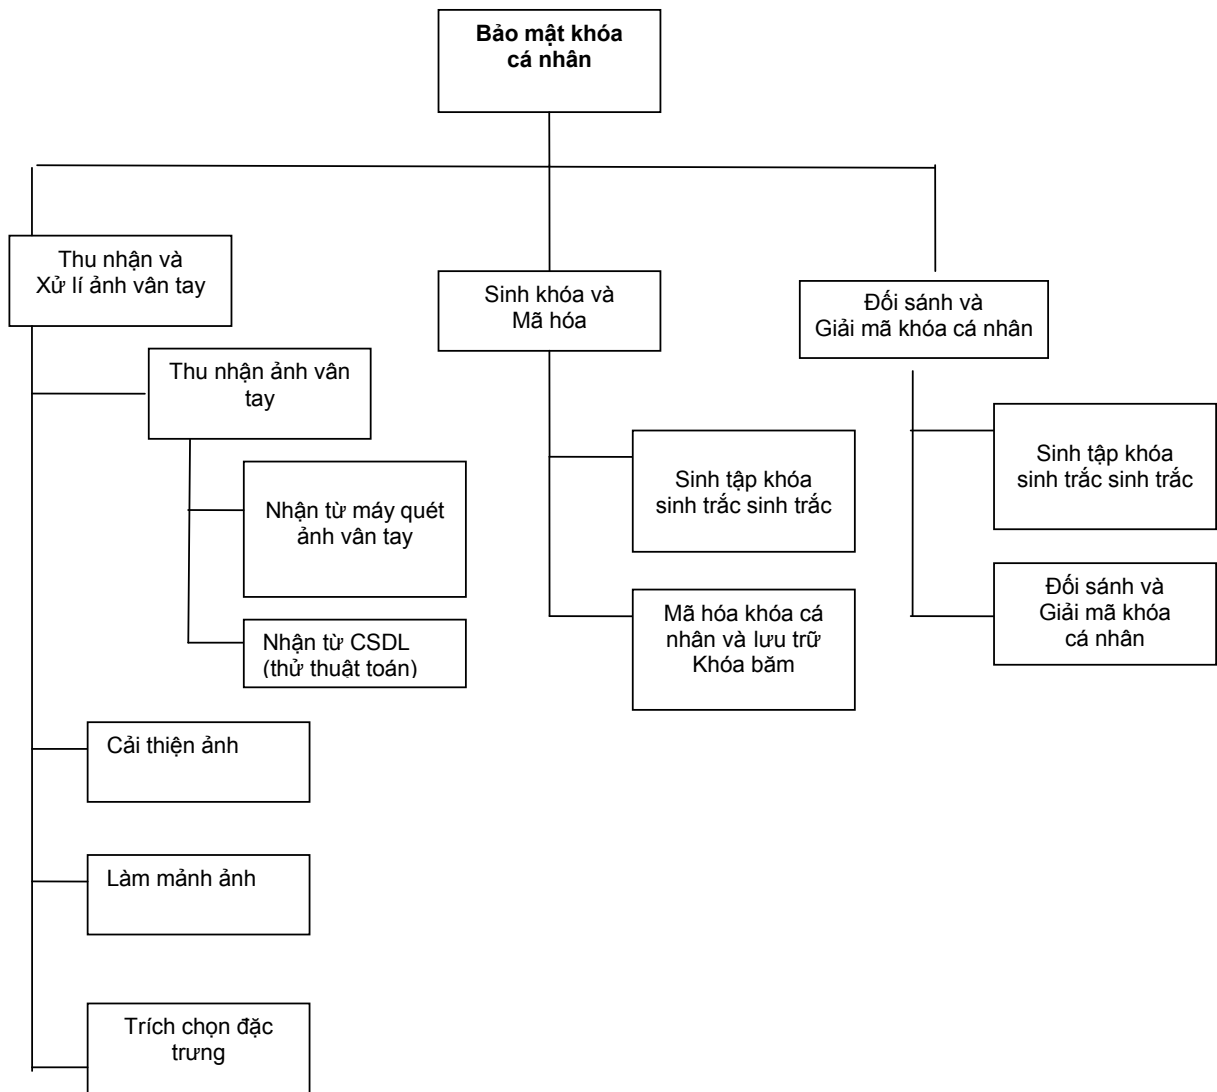 Bảo mật khóa
cá nhân
Thu nhận và
Xử lí ảnh vân tay
Sinh khóa và
Mã hóa
Đối sánh và
Giải mã khóa cá nhân
Thu nhận ảnh vân
tay
Nhận từ máy quét
ảnh vân tay
Nhận từ CSDL
(thử thuật toán)
Cải thiện ảnh
Làm mảnh ảnh
Trích chọn đặc
trưng
Sinh tập khóa
sinh trắc sinh trắc
Mã hóa khóa cá
nhân và lưu trữ
Khóa băm
Sinh tập khóa
sinh trắc sinh trắc
Đối sánh và
Giải mã khóa
cá nhân